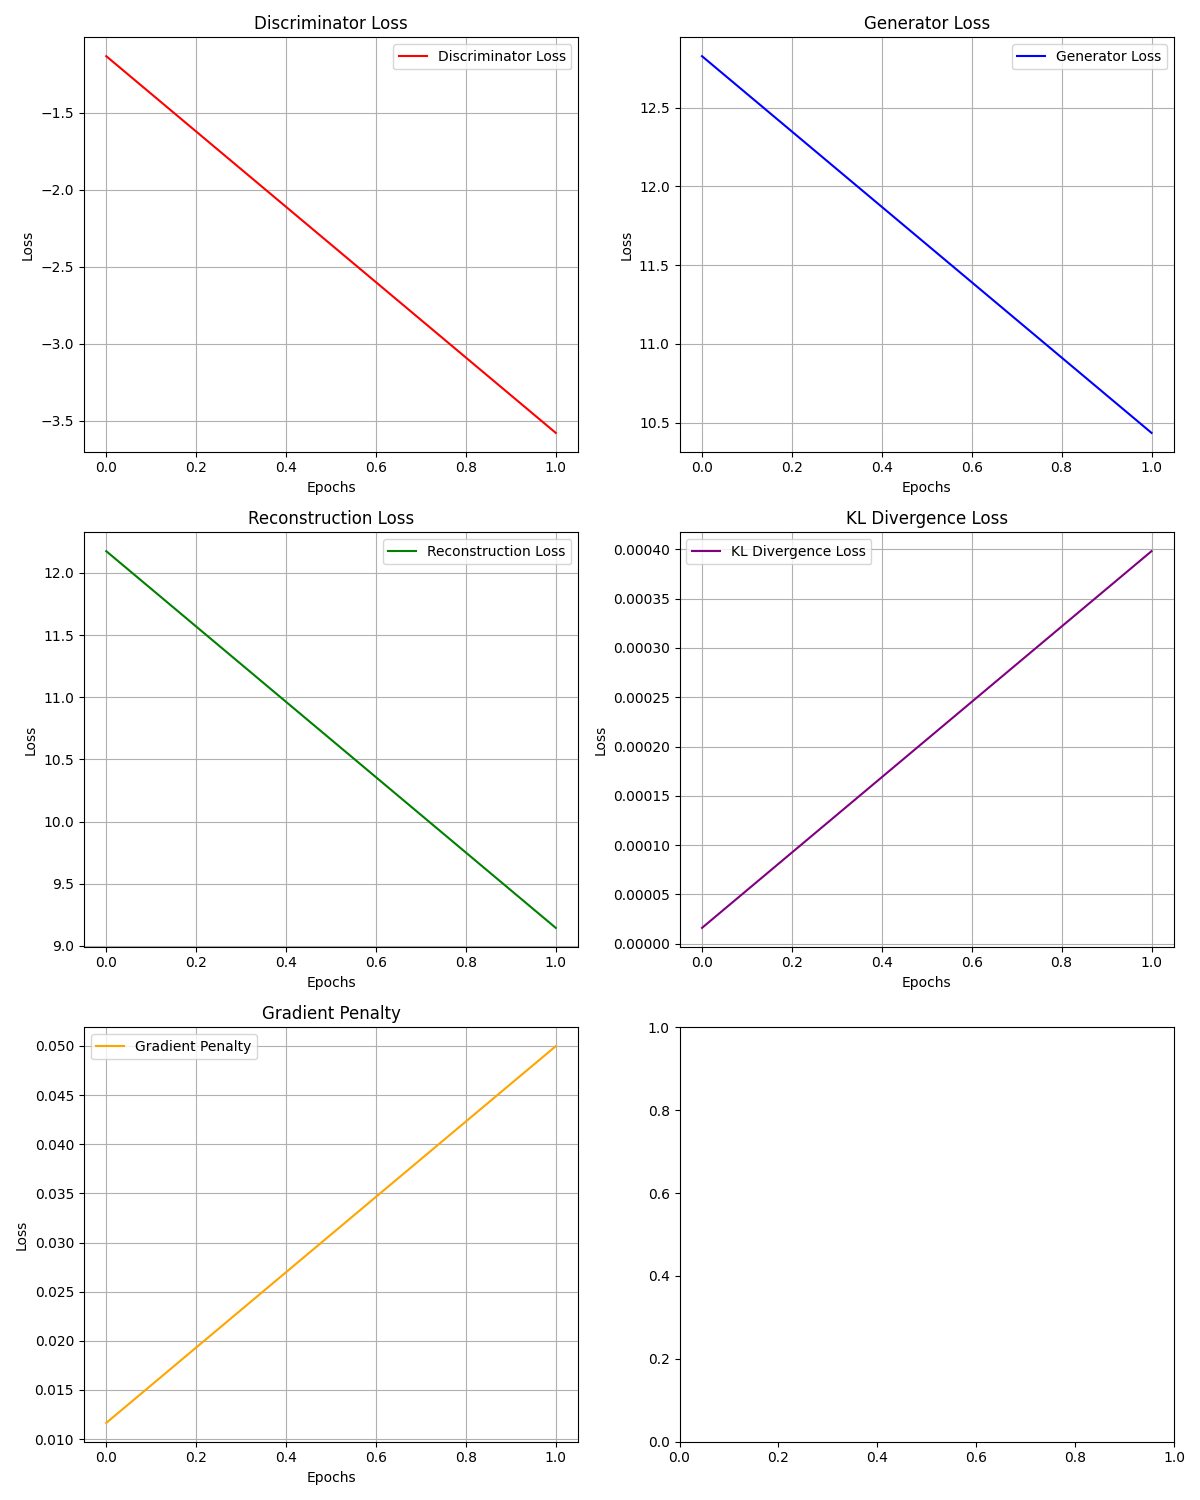 Discriminator Loss
Discriminator Loss
−1.5
−2.0
−2.5
−3.0
−3.5
Loss
0.0 0.2 0.4 0.6 0.8 1.0
Epochs
Generator Loss
Generator Loss
12.5
12.0
11.5
11.0
10.5
Loss
0.0 0.2 0.4 0.6 0.8 1.0
Epochs
Reconstruction Loss
Reconstruction Loss
12.0
11.5
11.0
10.5
10.0
9.5
9.0
Loss
0.0 0.2 0.4 0.6 0.8 1.0
Epochs
KL Divergence Loss
KL Divergence Loss
0.00040
0.00035
0.00030
0.00025
0.00020
0.00015
0.00010
0.00005
0.00000
Loss
0.0 0.2 0.4 0.6 0.8 1.0
Epochs
Gradient Penalty
Gradient Penalty
0.050
0.045
0.040
0.035
0.030
0.025
0.020
0.015
0.010
Loss
0.0 0.2 0.4 0.6 0.8 1.0
Epochs
1.0
0.8
0.6
0.4
0.2
0.0
0.0 0.2 0.4 0.6 0.8 1.0